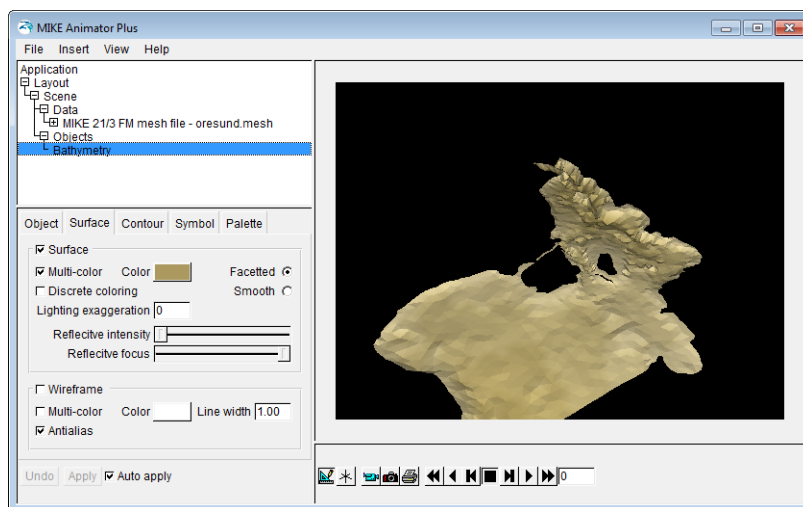 MIKE Animator Plus
File Insert View Help
Application
Layout
Scene
Data
MIKE 21/3 FM mesh file - oresund.mesh
Objects
Bathymetry
Object Surface Contour Symbol Palette
Surface
Multi-color Color Facetted
Discrete coloring Smooth
Lighting exaggeration 0
Reflecitve intensity
Reflecitve focus
Wireframe
Multi-color Color Line width 1.00
Antialias
Undo Apply Auto apply
0